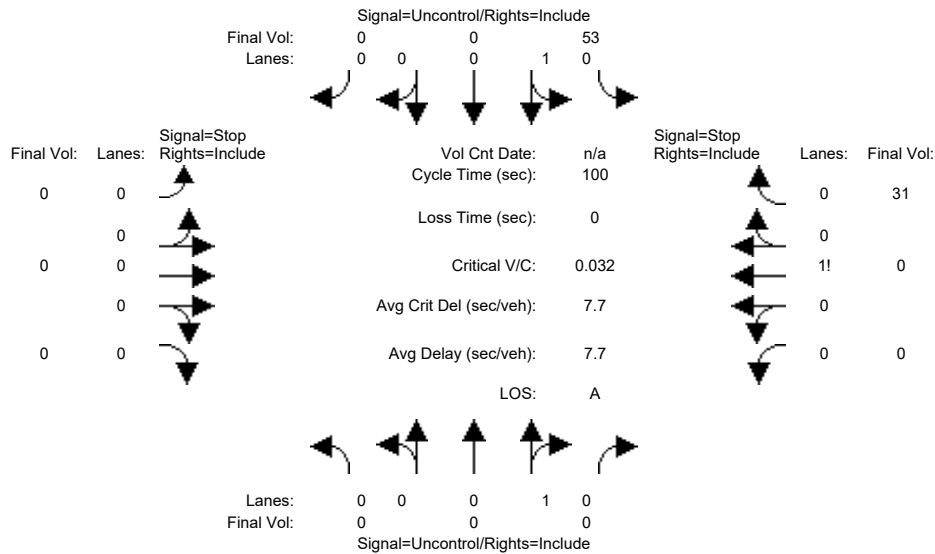 Signal=Uncontrol/Rights=Include
Final Vol: 0 0 53
Lanes: 0 0 0 1 0
Signal=Stop Signal=Stop
Final Vol: Lanes: Rights=Include Vol Cnt Date: n/a Rights=Include Lanes: Final Vol:
Cycle Time (sec): 100
0 0 0 31
Loss Time (sec): 0
0 0
0 0 Critical V/C: 0.032 1! 0
0 Avg Crit Del (sec/veh): 7.7 0
0 0 Avg Delay (sec/veh): 7.7 0 0
LOS: A
Lanes: 0 0 0 1 0
Final Vol: 0 0 0
Signal=Uncontrol/Rights=Include